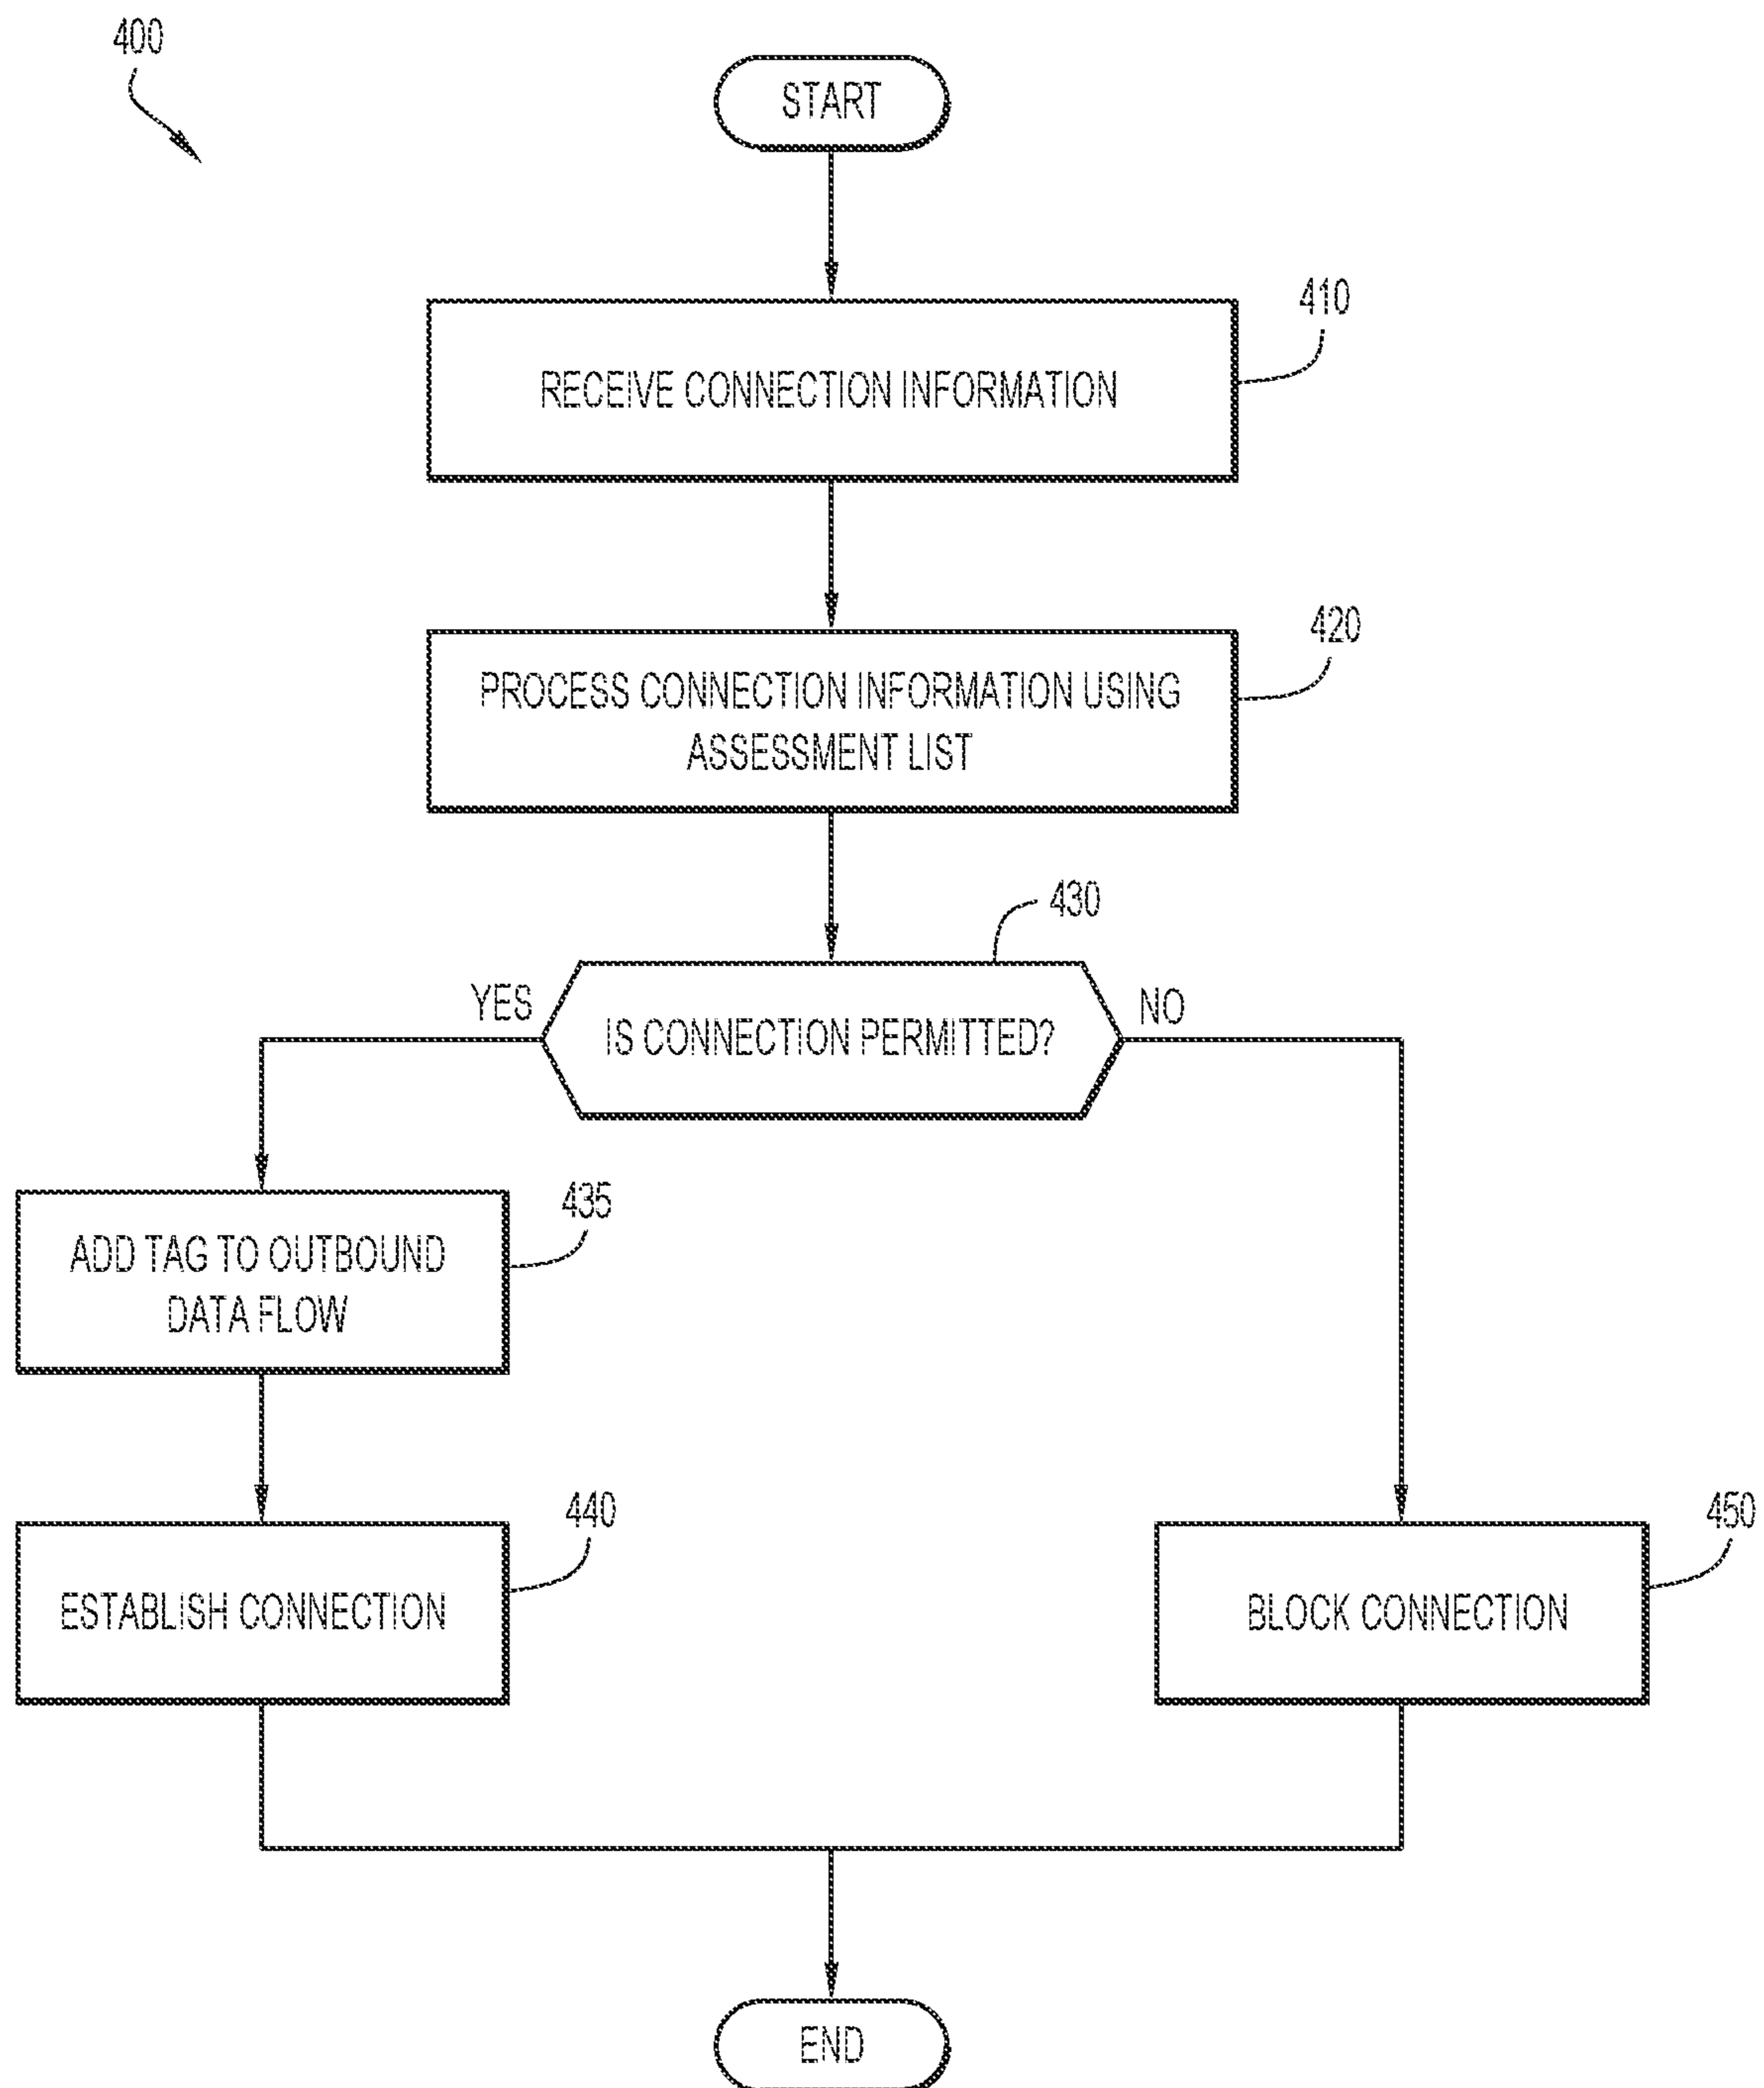 400
START
410
RECEIVE CONNECTION INFORMATION
420
PROCESS CONNECTION INFORMATION USING
ASSESSMENT LIST
430
YES
IS CONNECTION PERMITTED?
NO
435
ADD TAG TO OUTBOUND
DATA FLOW
440
ESTABLISH CONNECTION
450
BLOCK CONNECTION
END